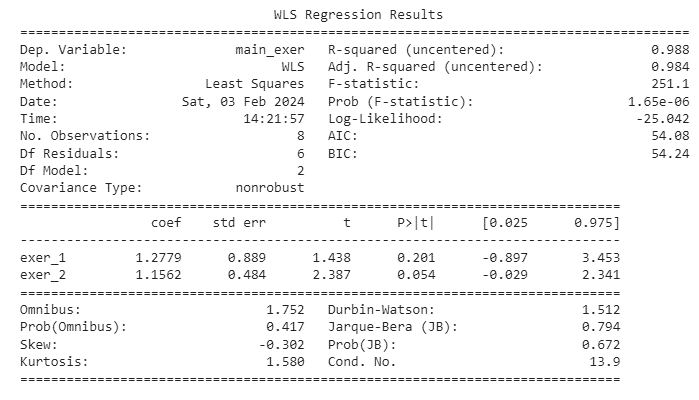 WLS Regression Results
==============================================================================
Dep. Variable: main_exer R-squared (uncentered): 0.988
Model: WLS Adj. R-squared (uncentered): 0.984
Method: Least Squares F-statistic: 251.1
Date: Sat, 03 Feb 2024 Prob (F-statistic): 1.65e-06
Time: 14:21:57 Log-Likelihood: -25.042
No. Observations: 8 AIC: 54.08
Df Residuals: 6 BIC: 54.24
Df Model: 2
Covariance Type: nonrobust
==============================================================================
coef std err t P>|t| [0.025 0.975]
------------------------------------------------------------------------------
exer_1 1.2779 0.889 1.438 0.201 -0.897 3.453
exer_2 1.1562 0.484 2.387 0.054 -0.029 2.341
==============================================================================
Omnibus: 1.752 Durbin-Watson: 1.512
Prob(Omnibus): 0.417 Jarque-Bera (JB): 0.794
Skew: -0.302 Prob(JB): 0.672
Kurtosis: 1.580 Cond. No. 13.9
==============================================================================